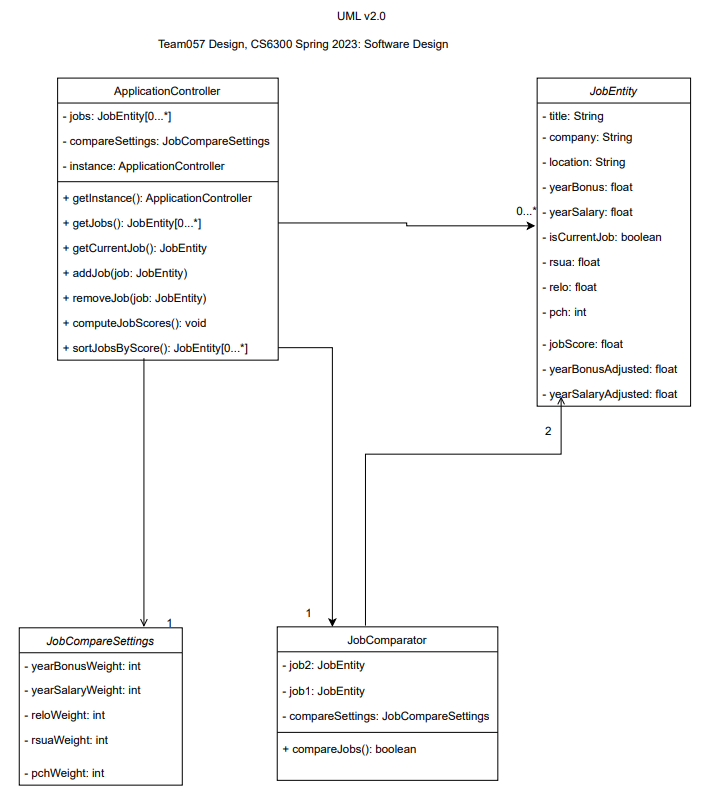 UML v2.0
Team057 Design, CS6300 Spring 2023: Software Design
ApplicationController
- jobs: JobEntity[0...*]
- compareSettings: JobCompareSettings
- instance: ApplicationController
+ getInstance(): ApplicationController
+ getJobs(): JobEntity[0...*]
+ getCurrentJob(): JobEntity
+ addJob(job: JobEntity)
+ removeJob(job: JobEntity)
+ computeJobScores(): void
+ sortJobsByScore(): JobEntity[0...*]
0...*
JobEntity
- title: String
- company: String
- location: String
- yearBonus: float
- yearSalary: float
- isCurrentJob: boolean
- rsua: float
- relo: float
- pch: int
- jobScore: float
- yearBonusAdjusted: float
- yearSalaryAdjusted: float
2
1
1
JobCompareSettings
- yearBonusWeight: int
- yearSalaryWeight: int
- reloWeight: int
- rsuaWeight: int
- pchWeight: int
JobComparator
- job2: JobEntity
- job1: JobEntity
- compareSettings: JobCompareSettings
+ compareJobs(): boolean